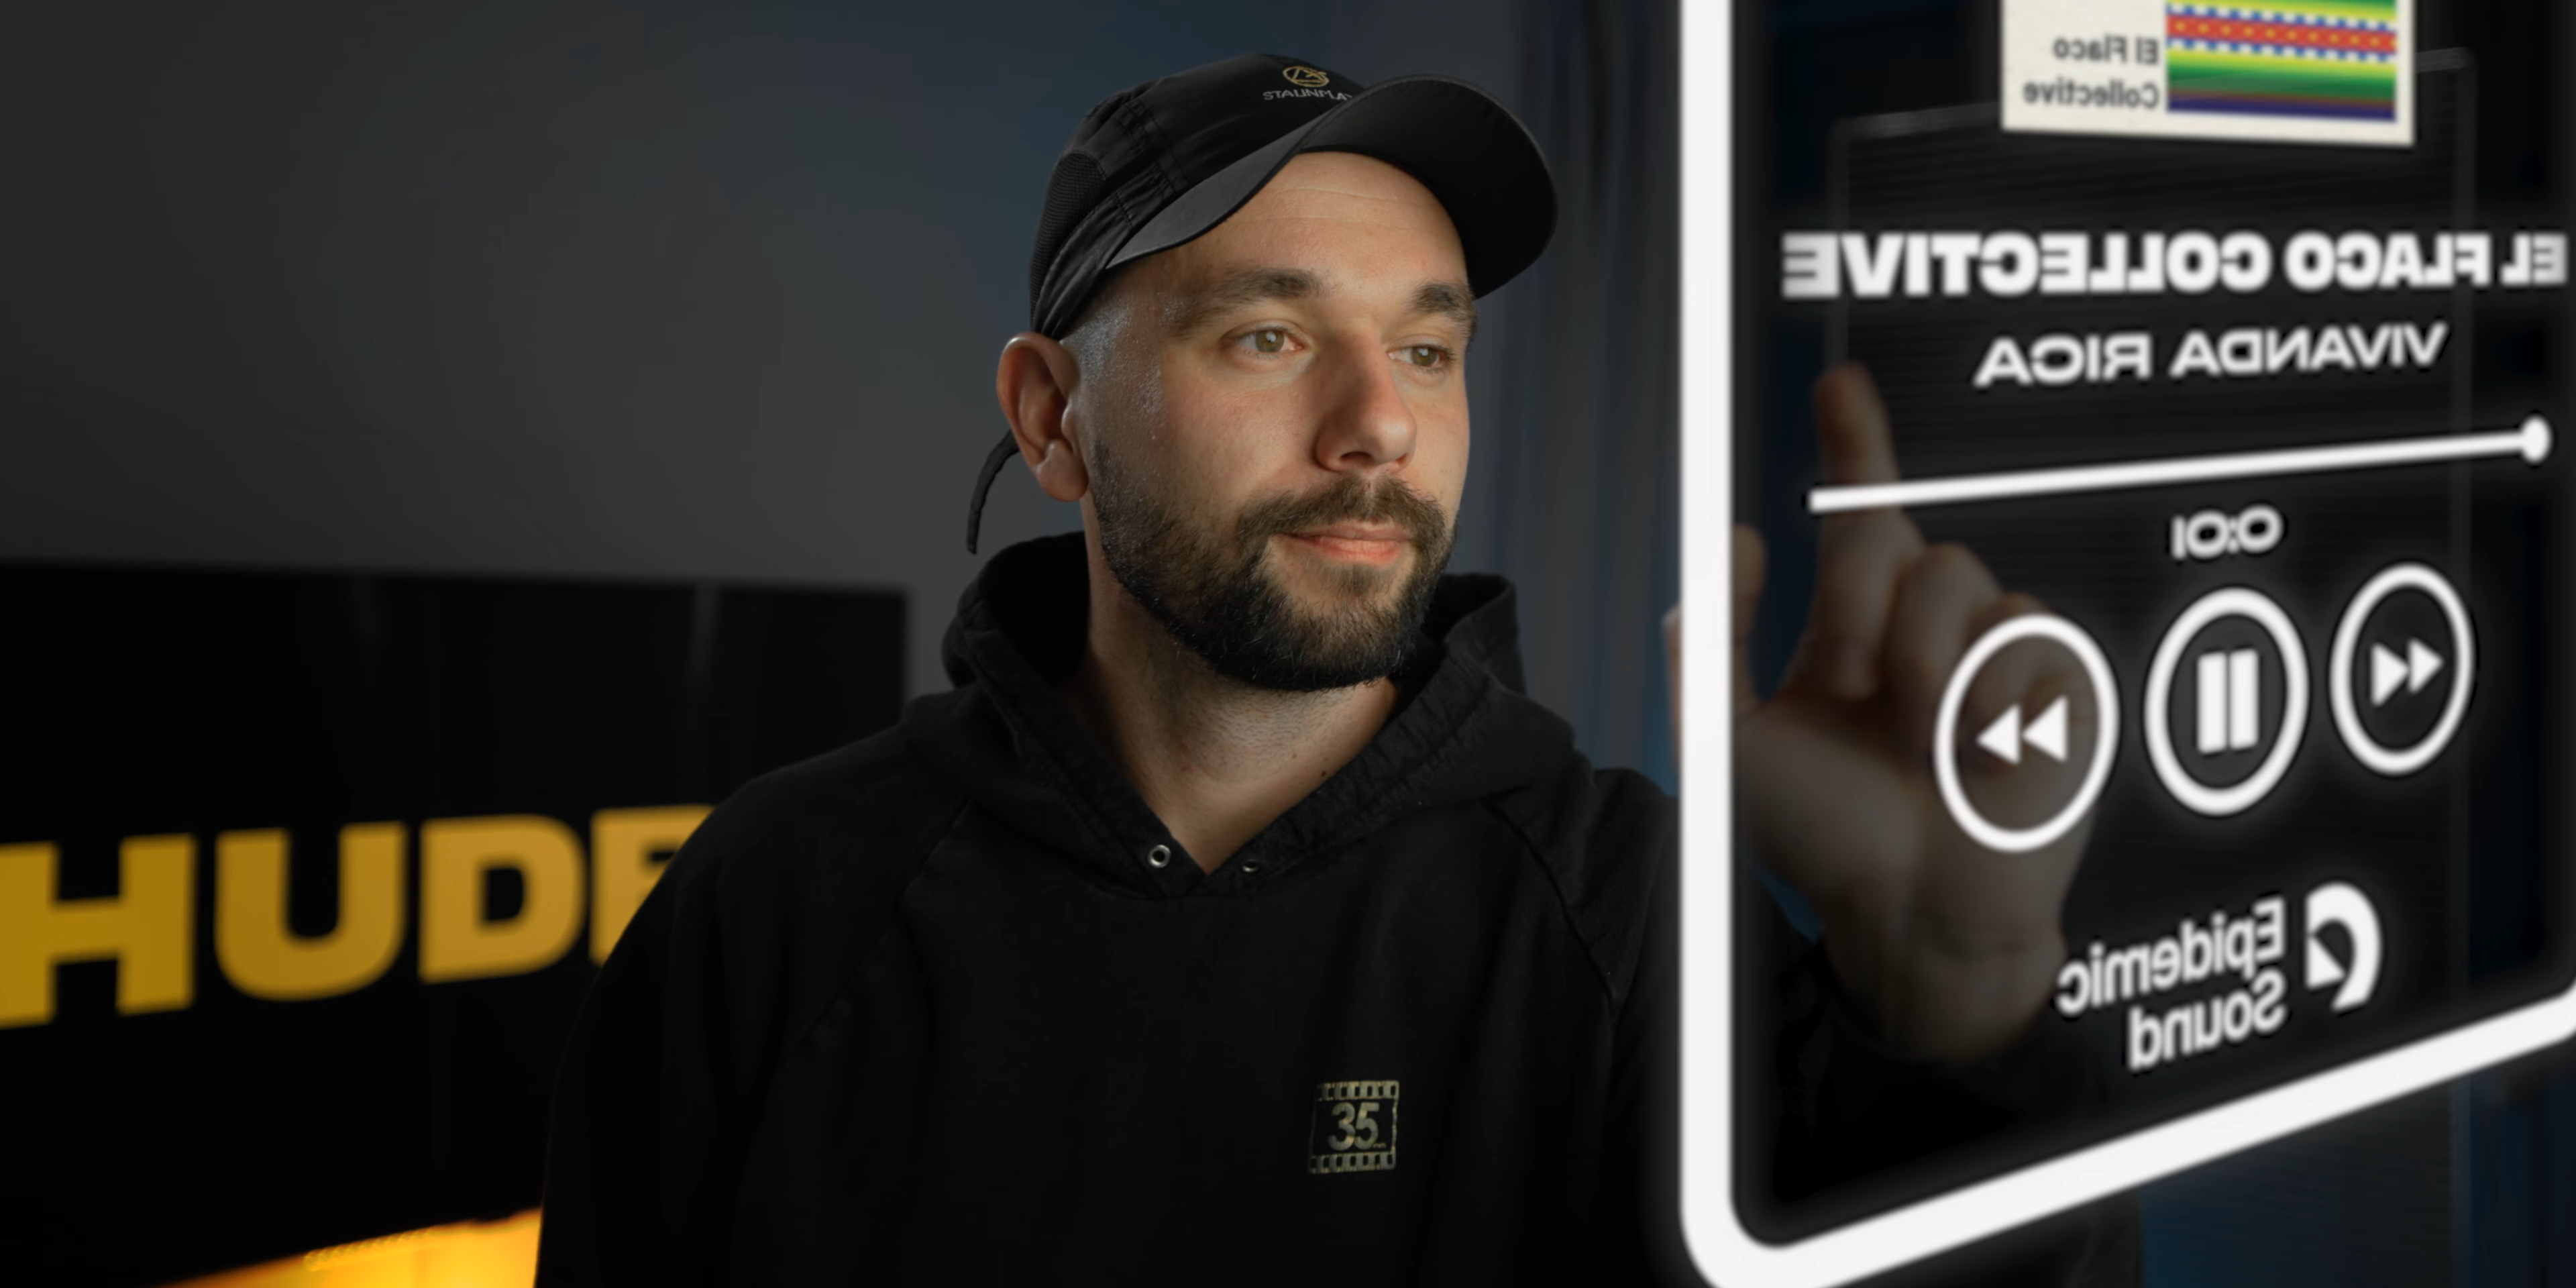 HUDE
35
El Flaco
Collective
EL FLACO COLLECTIVE
VIVANDA RICA
0:01
Epidemic
Sound